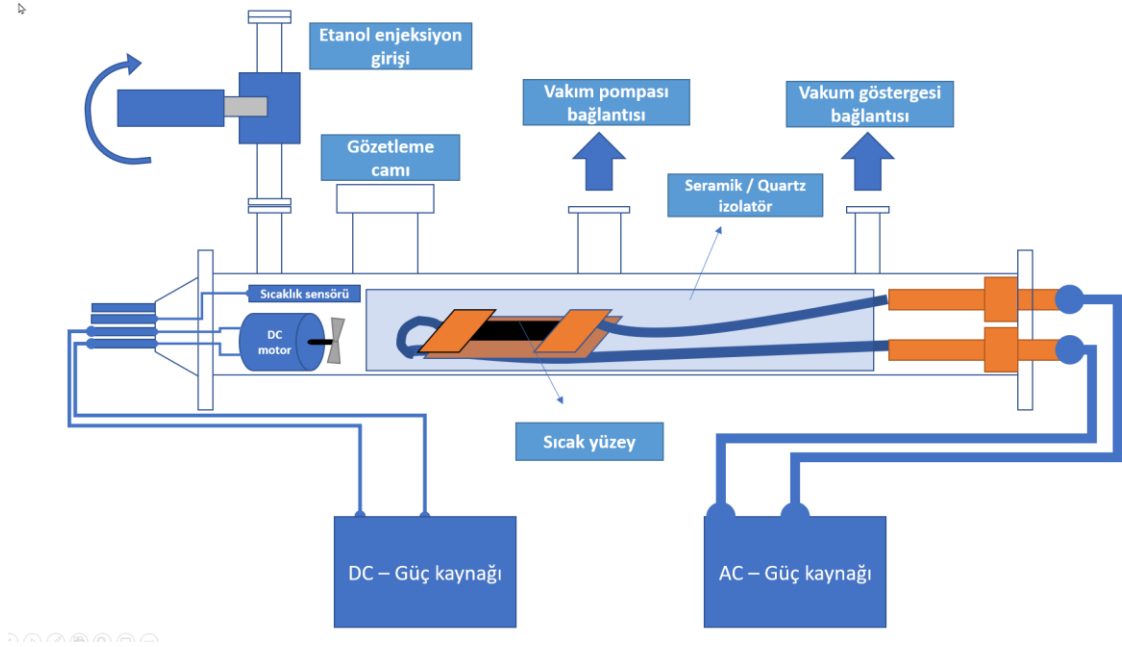 Etanol enjeksiyon
girişi
Vakım pompası
bağlantısı
Vakum göstergesi
bağlantısı
Gözetleme
camı
Seramik / Quartz
izolatör
Sıcaklık sensörü
DC
motor
Sıcak yüzey
DC – Güç kaynağı
AC – Güç kaynağı